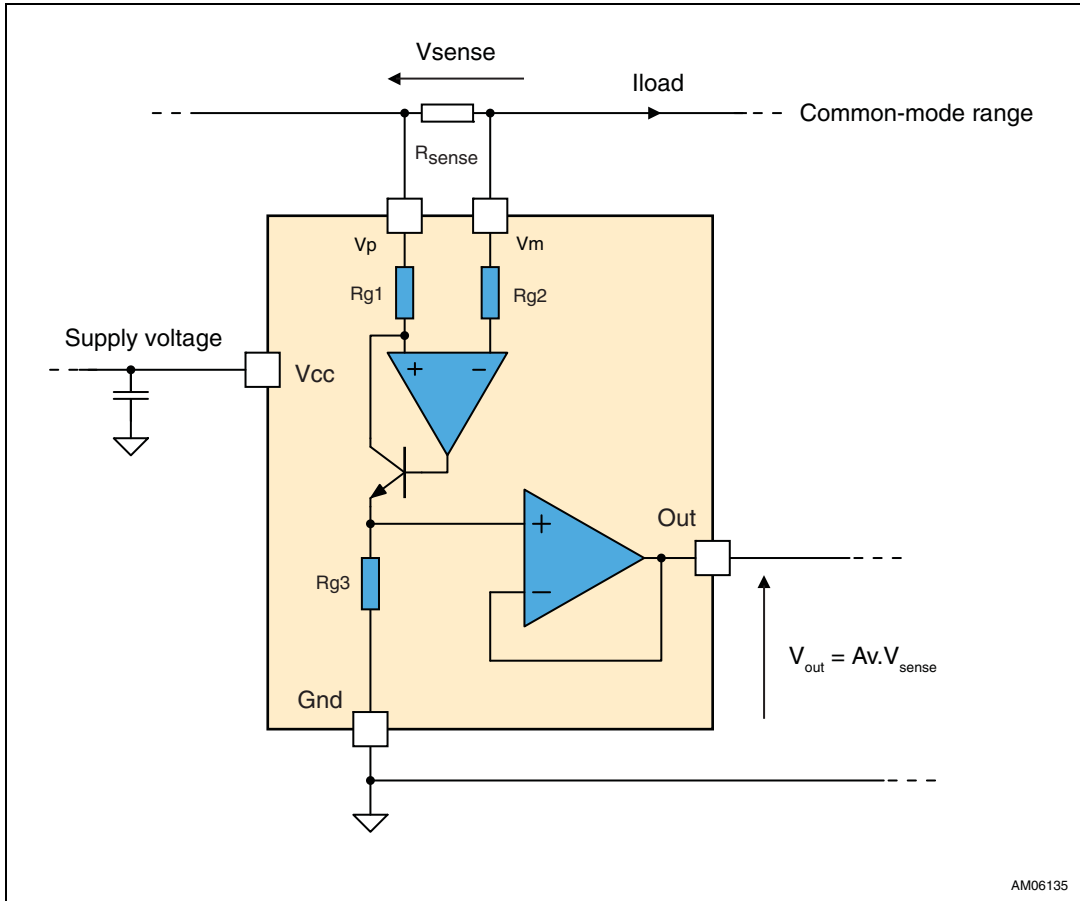 Vsense
Iload
Common-mode range
Rsense
Vp
Vm
Rg1
Rg2
Supply voltage
Vcc
+
−
Out
+
−
Rg3
Vout = Av.Vsense
Gnd
AM06135